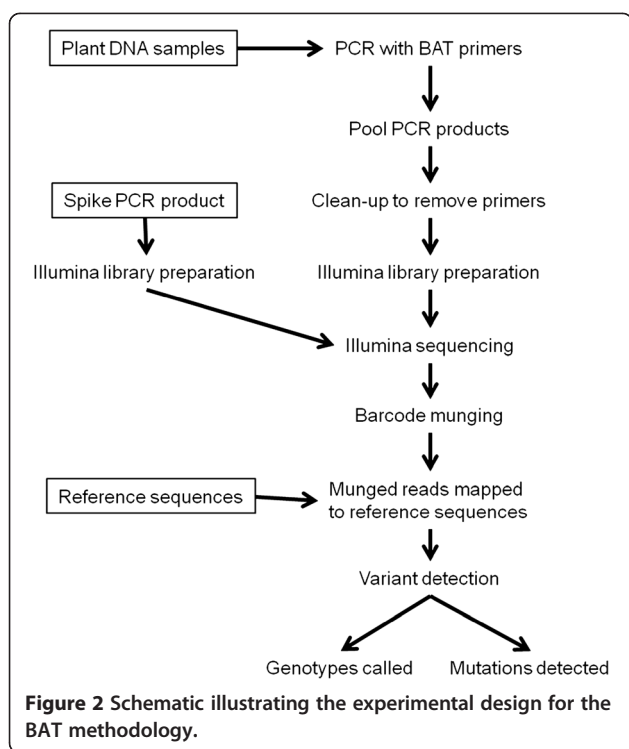 Plant DNA samples
PCR with BAT primers
Pool PCR products
Spike PCR product
Clean-up to remove primers
Illumina library preparation
Illumina library preparation
Illumina sequencing
Barcode munging
Reference sequences
Munged reads mapped
to reference sequences
Variant detection
Genotypes called
Mutations detected
Figure 2 Schematic illustrating the experimental design for the
BAT methodology.